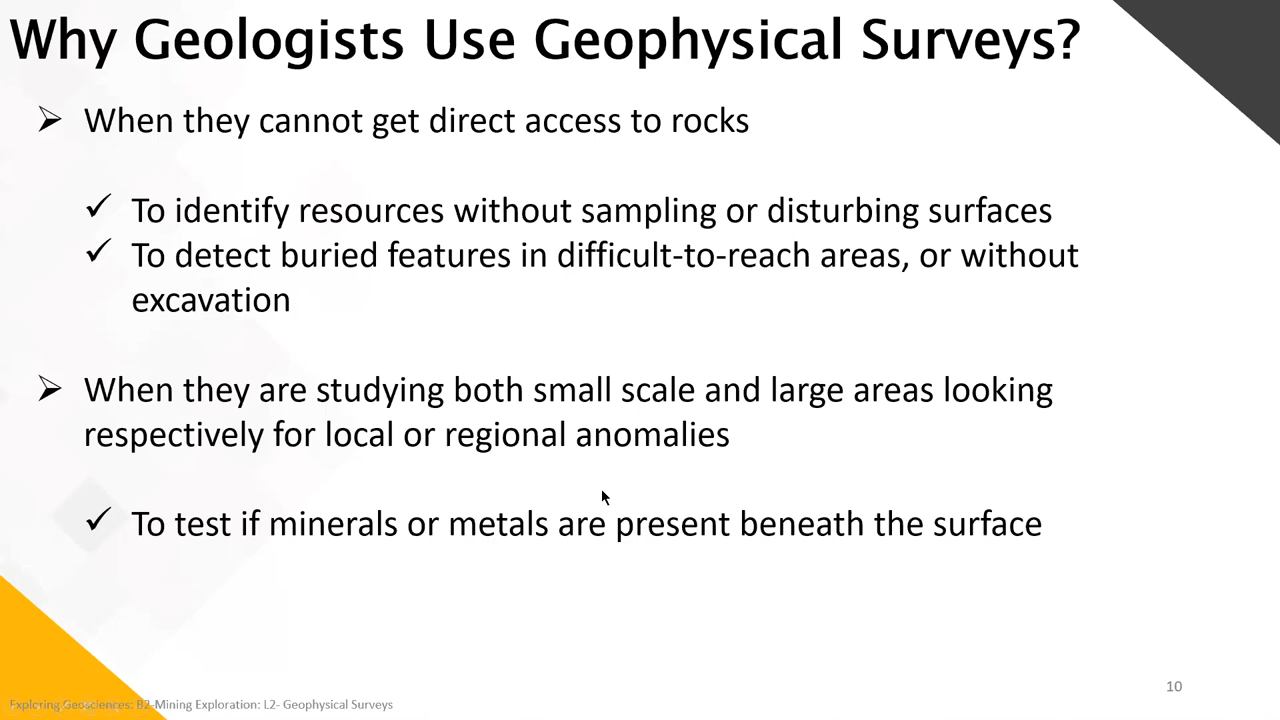 Why Geologists Use Geophysical Surveys?
When they cannot get direct access to rocks
To identify resources without sampling or disturbing surfaces
To detect buried features in difficult-to-reach areas, or without
excavation
When they are studying both small scale and large areas looking
respectively for local or regional anomalies
To test if minerals or metals are present beneath the surface
10
Exploring Geosciences: B2-Mining Exploration: L2- Geophysical Surveys